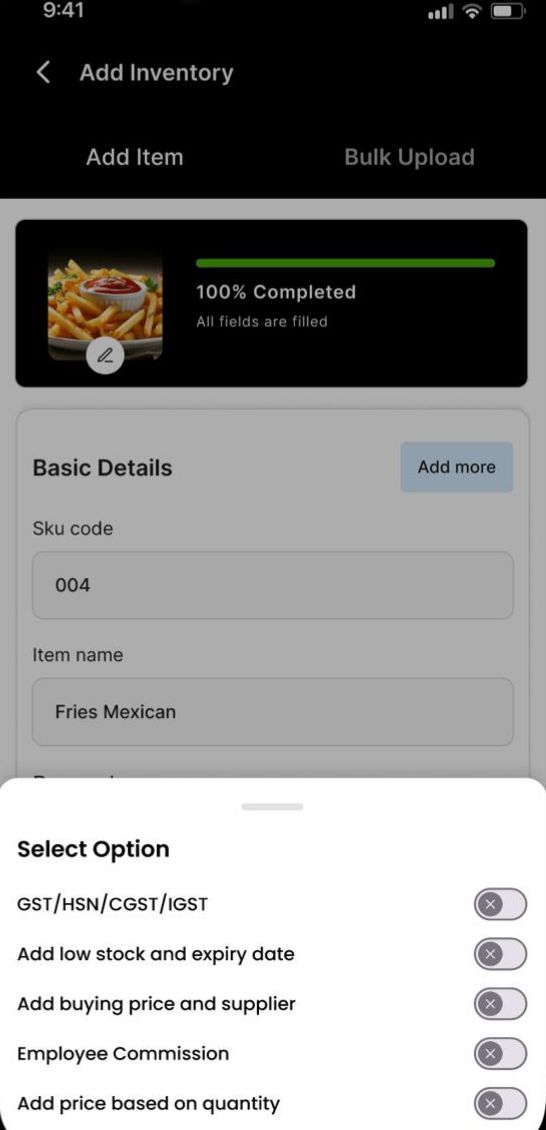 9:41
Add Inventory
Add Item
Bulk Upload
100% Completed
All fields are filled
Basic Details
Add more
Sku code
004
Item name
Fries Mexican
Select Option
GST/HSN/CGST/IGST
Add low stock and expiry date
Add buying price and supplier
Employee Commission
Add price based on quantity